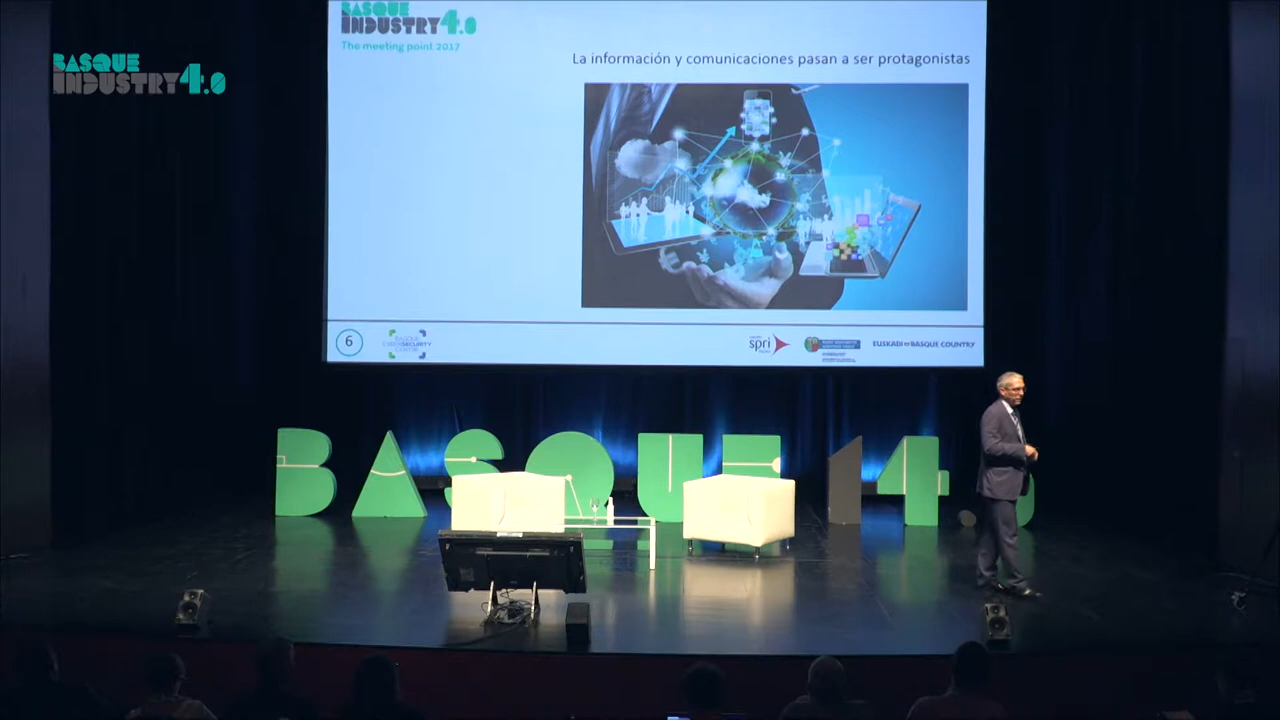 BASQUE
INDUSTRY 4.0
The meeting point 2017
La información y comunicaciones pasan a ser protagonistas
BASQUE
INDUSTRY 4.0
6
BASQUE
CYBERSECURITY
CENTRE
spri
EUSKADI BASQUE COUNTRY
BASQUE I4.0